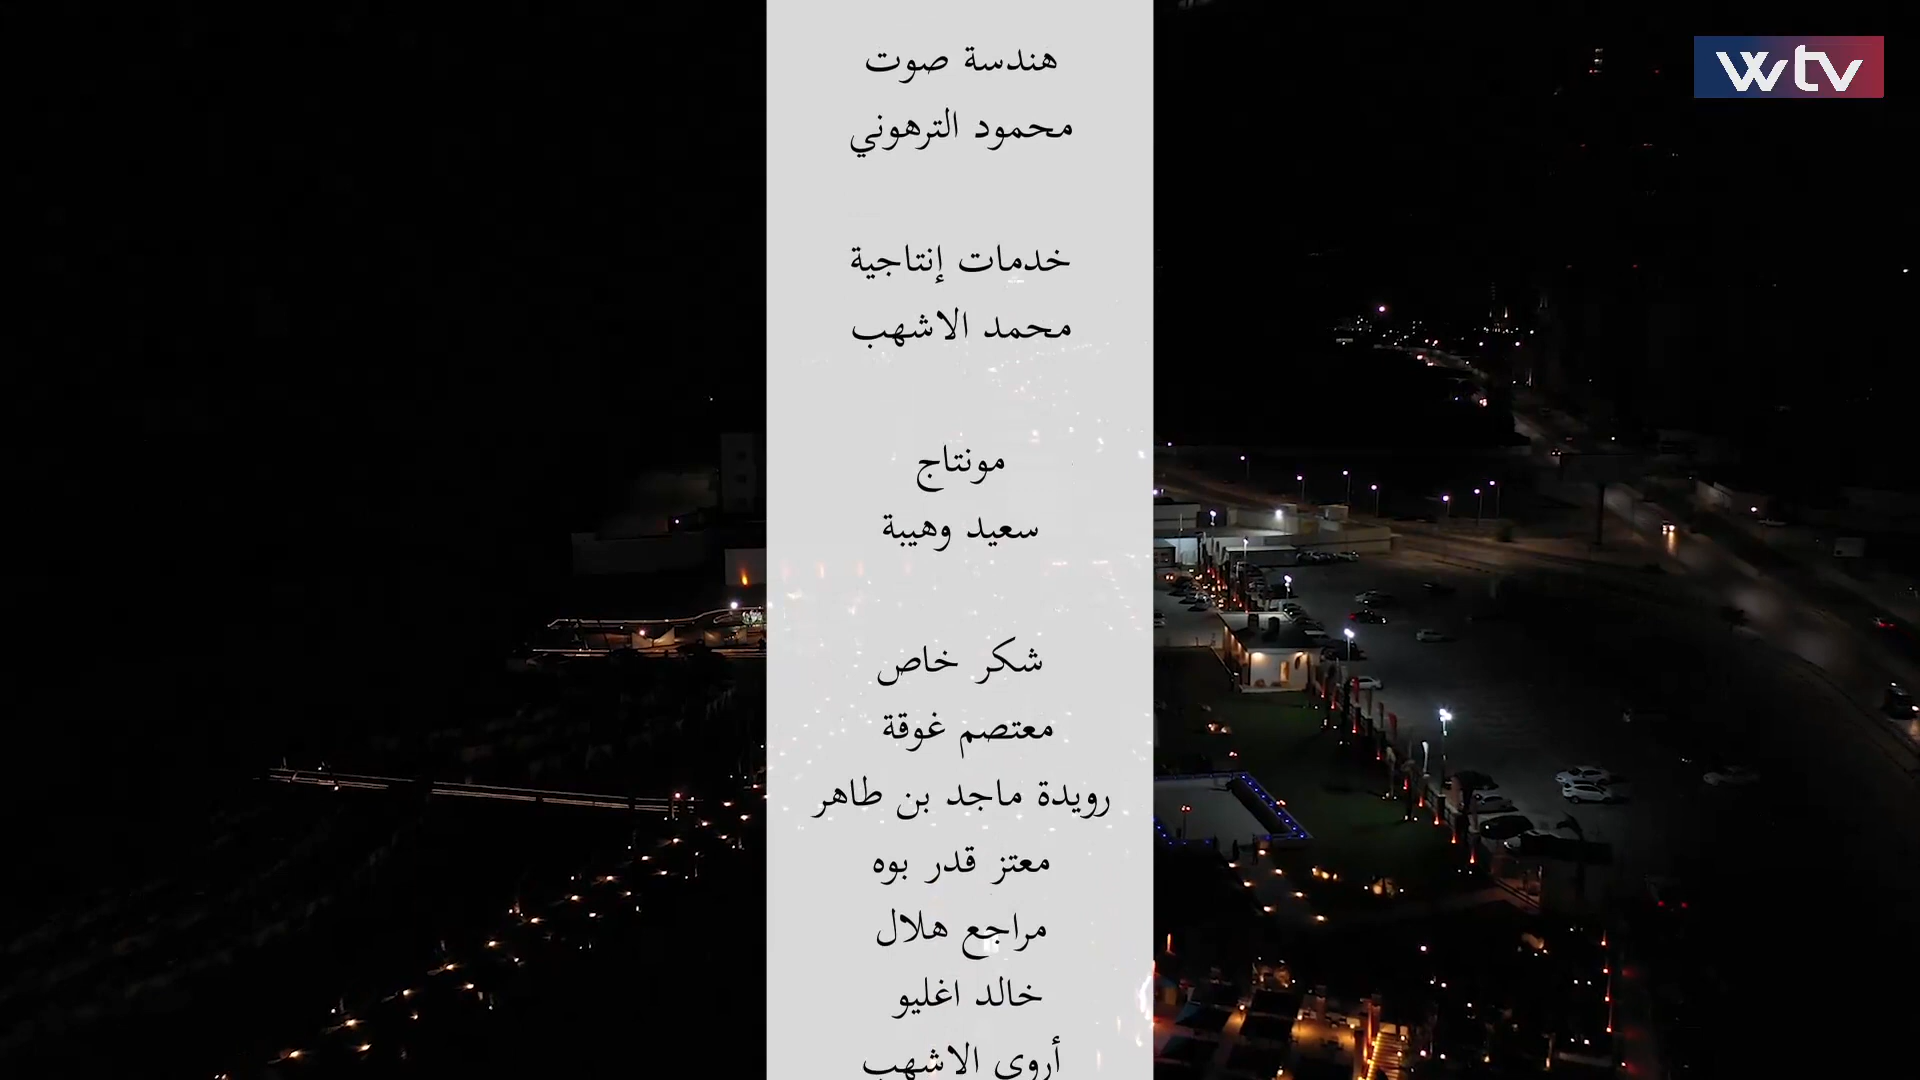 wtv
هندسة صوت
محمود الترهوني
خدمات إنتاجية
محمد الاشهب
مونتاج
سعيد وهيبة
شكر خاص
معتصم غوقة
رويدة ماجد بن طاهر
معتز قدر بوه
مراجع هلال
خالد اغليو
أروى الاشهب